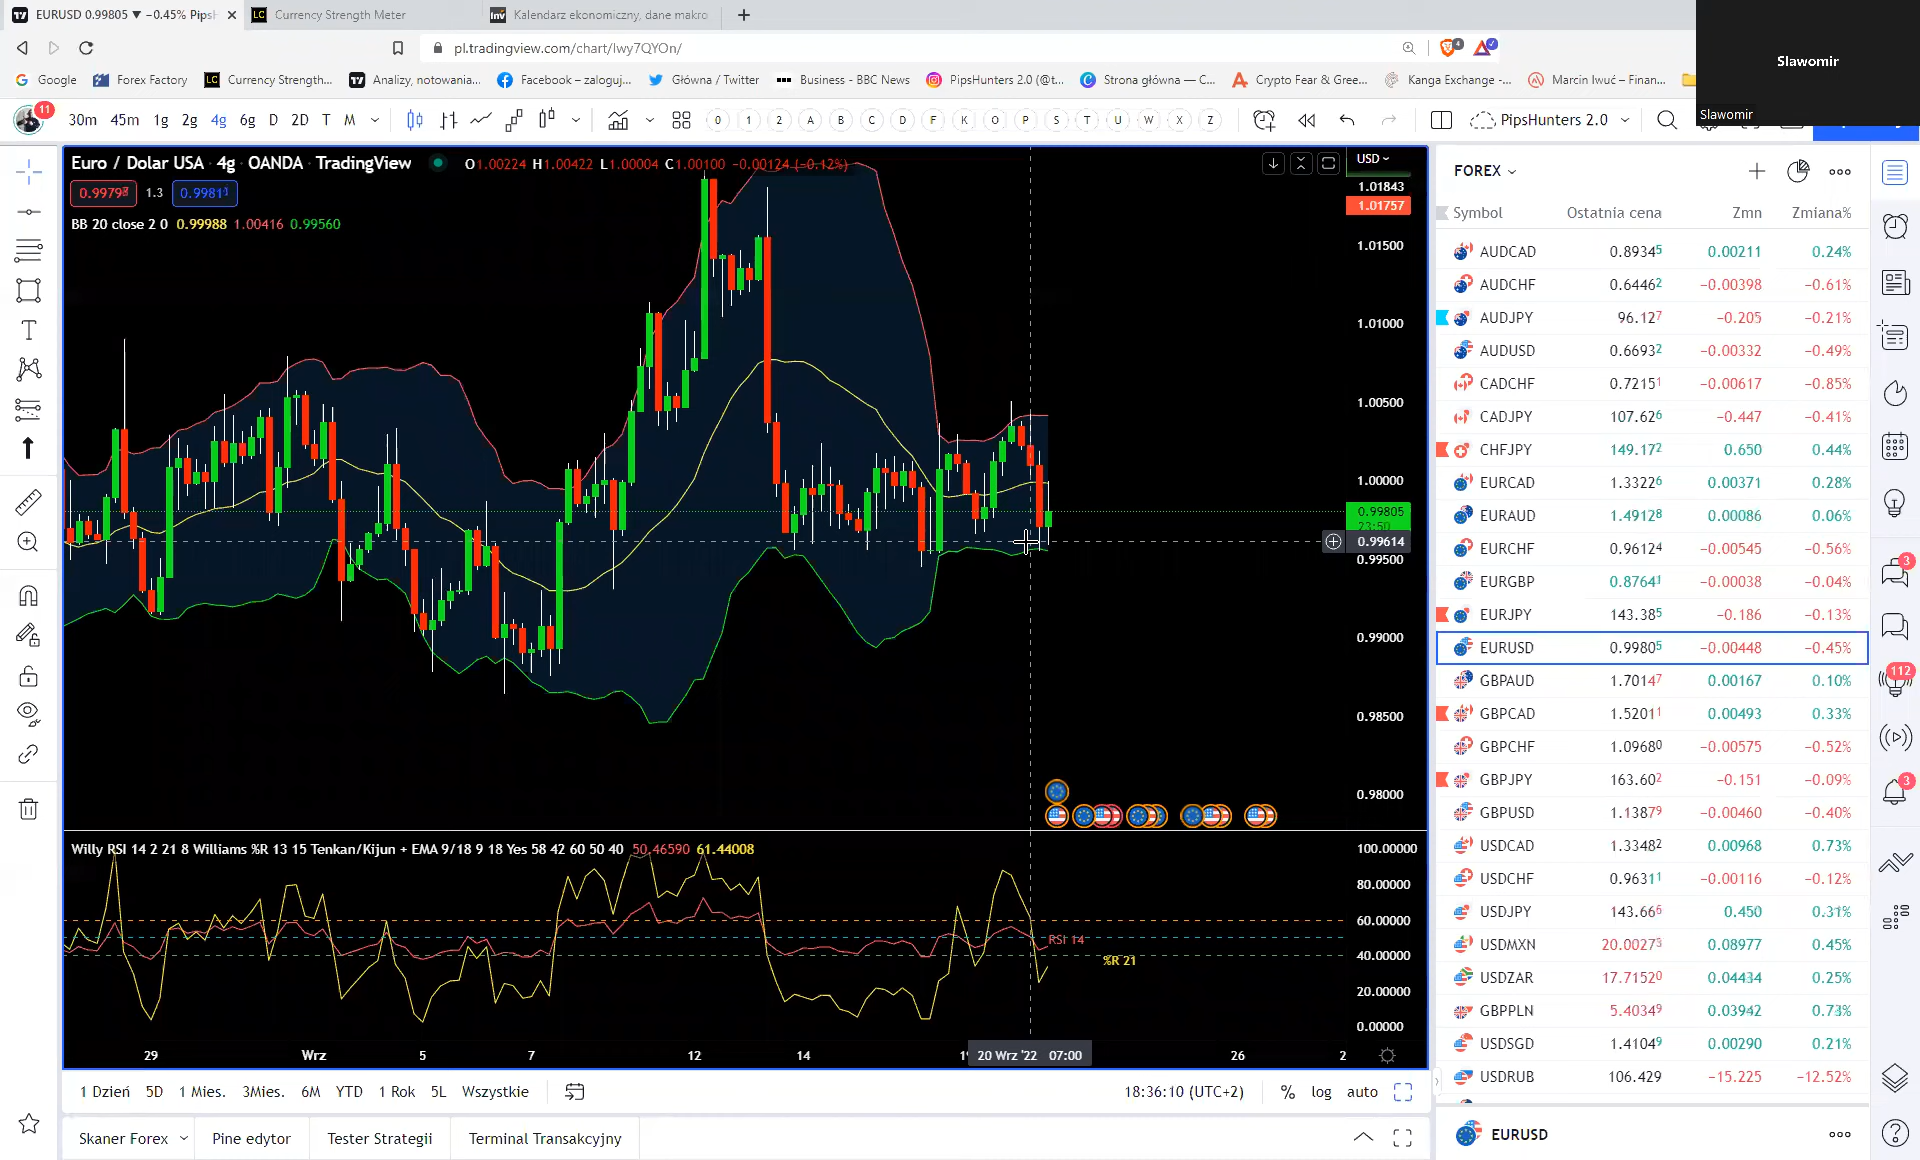 EURUSD 0.99805 ▼ −0.45% Pips
Currency Strength Meter
Kalendarz ekonomiczny, dane makro
pl.tradingview.com/chart/lwy7QYOn/
Google
Forex Factory
Currency Strength...
Analizy, notowania...
Facebook – zaloguj...
Główna / Twitter
Business - BBC News
PipsHunters 2.0 (@t...
Strona główna — C...
Crypto Fear & Gree...
Kanga Exchange -...
Marcin Iwuć – Finan...
Slawomir
Slawomir
11
30m 45m 1g 2g 4g 6g D 2D T M
0 1 2 A B C D F K O P S T U W X Z
PipsHunters 2.0
Euro / Dolar USA 4g OANDA TradingView
O1.00224 H1.00422 L1.00004 C1.00100 −0.00124 (−0.12%)
0.99798 1.3 0.99811
BB 20 close 2 0 0.99988 1.00416 0.99560
USD
1.01843
1.01757
1.01500
1.01000
1.00500
1.00000
0.99805
23:50
0.99614
0.99500
0.99000
0.98500
0.98000
Willy RSI 14 2 21 8 Williams %R 13 15 Tenkan/Kijun + EMA 9/18 9 18 Yes 58 42 60 50 40 50.46590 61.44008
100.00000
80.00000
60.00000
40.00000
20.00000
0.00000
RSI 14
%R 21
29 Wrz 5 7 12 14 20 Wrz '22 07:00 26 2
1 Dzień 5D 1 Mies. 3Mies. 6M YTD 1 Rok 5L Wszystkie
18:36:10 (UTC+2) % log auto
Skaner Forex
Pine edytor
Tester Strategii
Terminal Transakcyjny
FOREX
Symbol Ostatnia cena Zmn Zmiana%
AUDCAD 0.89345 0.00211 0.24%
AUDCHF 0.64462 −0.00398 −0.61%
AUDJPY 96.127 −0.205 −0.21%
AUDUSD 0.66932 −0.00332 −0.49%
CADCHF 0.72151 −0.00617 −0.85%
CADJPY 107.626 −0.447 −0.41%
CHFJPY 149.172 0.650 0.44%
EURCAD 1.33226 0.00371 0.28%
EURAUD 1.49128 0.00086 0.06%
EURCHF 0.96124 −0.00545 −0.56%
EURGBP 0.87641 −0.00038 −0.04%
EURJPY 143.385 −0.186 −0.13%
EURUSD 0.99805 −0.00448 −0.45%
GBPAUD 1.70147 0.00167 0.10%
GBPCAD 1.52011 0.00493 0.33%
GBPCHF 1.09680 −0.00575 −0.52%
GBPJPY 163.602 −0.151 −0.09%
GBPUSD 1.13879 −0.00460 −0.40%
USDCAD 1.33482 0.00968 0.73%
USDCHF 0.96311 −0.00116 −0.12%
USDJPY 143.666 0.450 0.31%
USDMXN 20.00273 0.08977 0.45%
USDZAR 17.71520 0.04434 0.25%
GBPPLN 5.40349 0.03942 0.73%
USDSGD 1.41049 0.00290 0.21%
USDRUB 106.429 −15.225 −12.52%
EURUSD
3
112
3